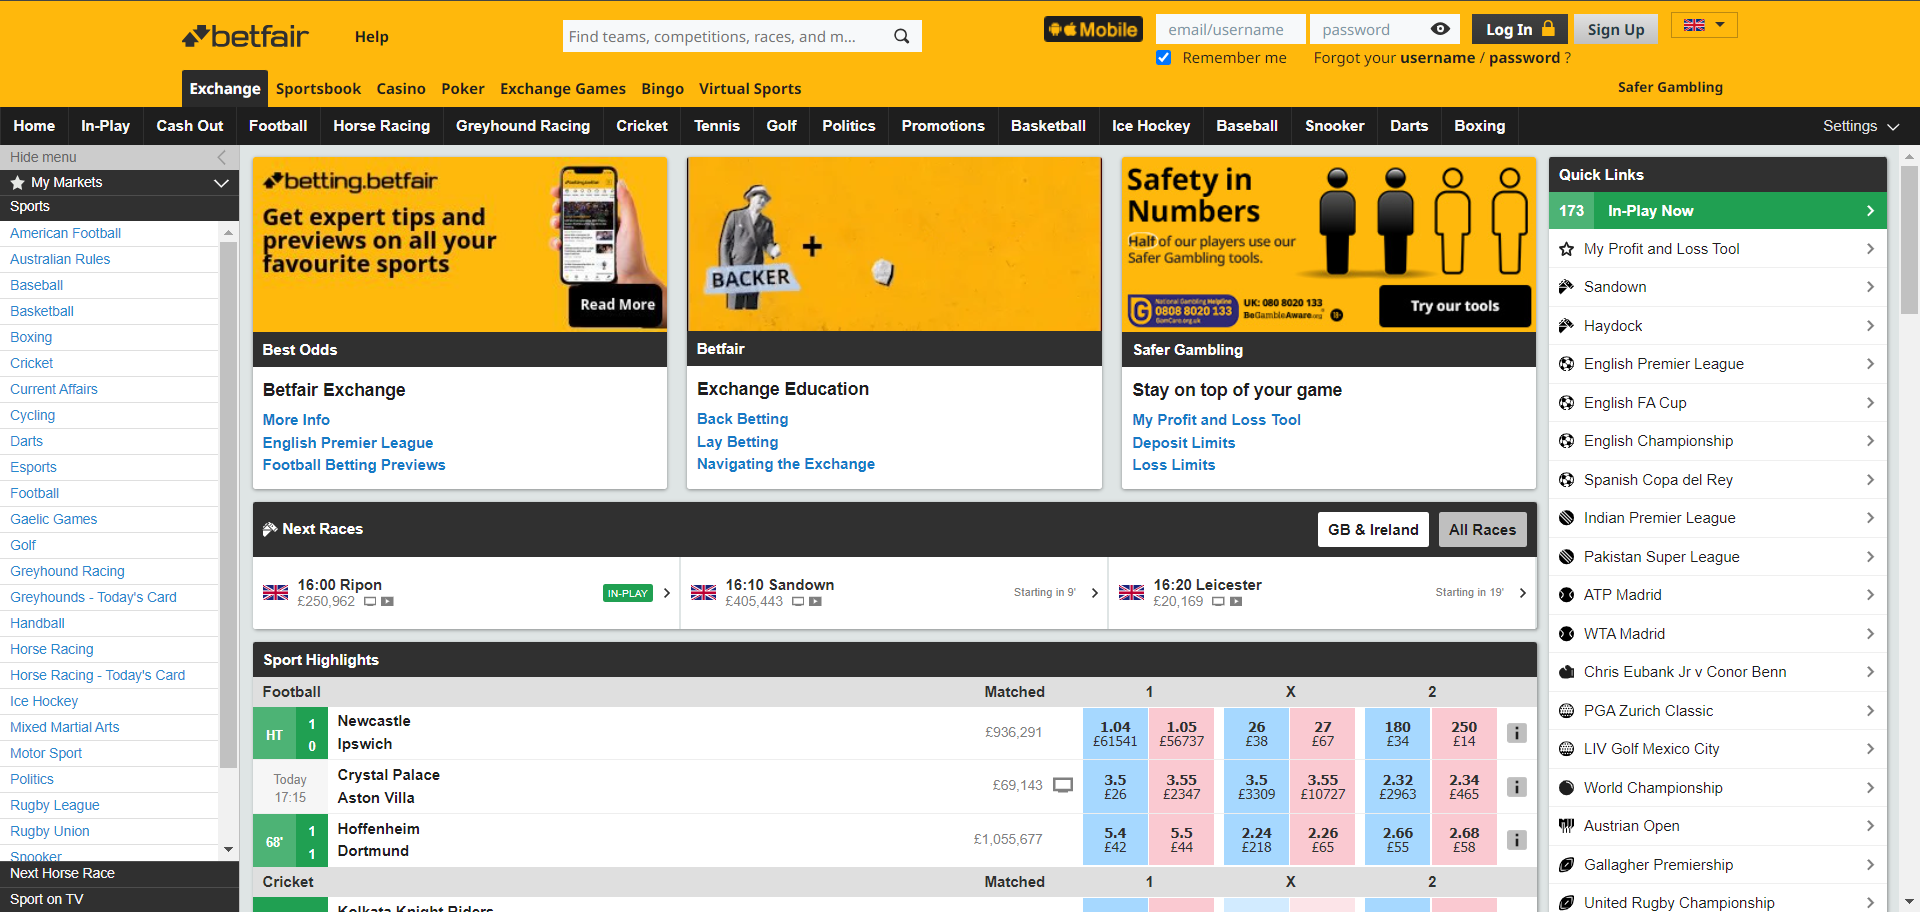 betfair
Help
Find teams, competitions, races, and m...
Mobile
email/username
password
Log In
Sign Up
Remember me
Forgot your username / password ?
Exchange
Sportsbook
Casino
Poker
Exchange Games
Bingo
Virtual Sports
Safer Gambling
Home
In-Play
Cash Out
Football
Horse Racing
Greyhound Racing
Cricket
Tennis
Golf
Politics
Promotions
Basketball
Ice Hockey
Baseball
Snooker
Darts
Boxing
Settings
Hide menu
My Markets
Sports
American Football
Australian Rules
Baseball
Basketball
Boxing
Cricket
Current Affairs
Cycling
Darts
Esports
Football
Gaelic Games
Golf
Greyhound Racing
Greyhounds - Today's Card
Handball
Horse Racing
Horse Racing - Today's Card
Ice Hockey
Mixed Martial Arts
Motor Sport
Politics
Rugby League
Rugby Union
Snooker
Next Horse Race
Sport on TV
betting.betfair
Get expert tips and
previews on all your
favourite sports
Read More
Best Odds
Betfair Exchange
More Info
English Premier League
Football Betting Previews
BACKER
+
Betfair
Exchange Education
Back Betting
Lay Betting
Navigating the Exchange
Safety in
Numbers
Half of our players use our
Safer Gambling tools.
National Gambling Helpline
0808 8020 133
GamCare.org.uk
UK: 080 8020 133
BeGambleAware.org
18+
Try our tools
Safer Gambling
Stay on top of your game
My Profit and Loss Tool
Deposit Limits
Loss Limits
Next Races
GB & Ireland
All Races
16:00 Ripon
£250,962
IN-PLAY
16:10 Sandown
£405,443
Starting in 9'
16:20 Leicester
£20,169
Starting in 19'
Sport Highlights
Football Matched 1 X 2
HT
1
0
Newcastle
Ipswich
£936,291
1.04 1.05 26 27 180 250
£61541 £56737 £38 £67 £34 £14
Today
17:15
Crystal Palace
Aston Villa
£69,143
3.5 3.55 3.5 3.55 2.32 2.34
£26 £2347 £3309 £10727 £2963 £465
68'
1
1
Hoffenheim
Dortmund
£1,055,677
5.4 5.5 2.24 2.26 2.66 2.68
£42 £44 £218 £65 £55 £58
Cricket Matched 1 X 2
Kolkata Knight Riders
Quick Links
173 In-Play Now
My Profit and Loss Tool
Sandown
Haydock
English Premier League
English FA Cup
English Championship
Spanish Copa del Rey
Indian Premier League
Pakistan Super League
ATP Madrid
WTA Madrid
Chris Eubank Jr v Conor Benn
PGA Zurich Classic
LIV Golf Mexico City
World Championship
Austrian Open
Gallagher Premiership
United Rugby Championship